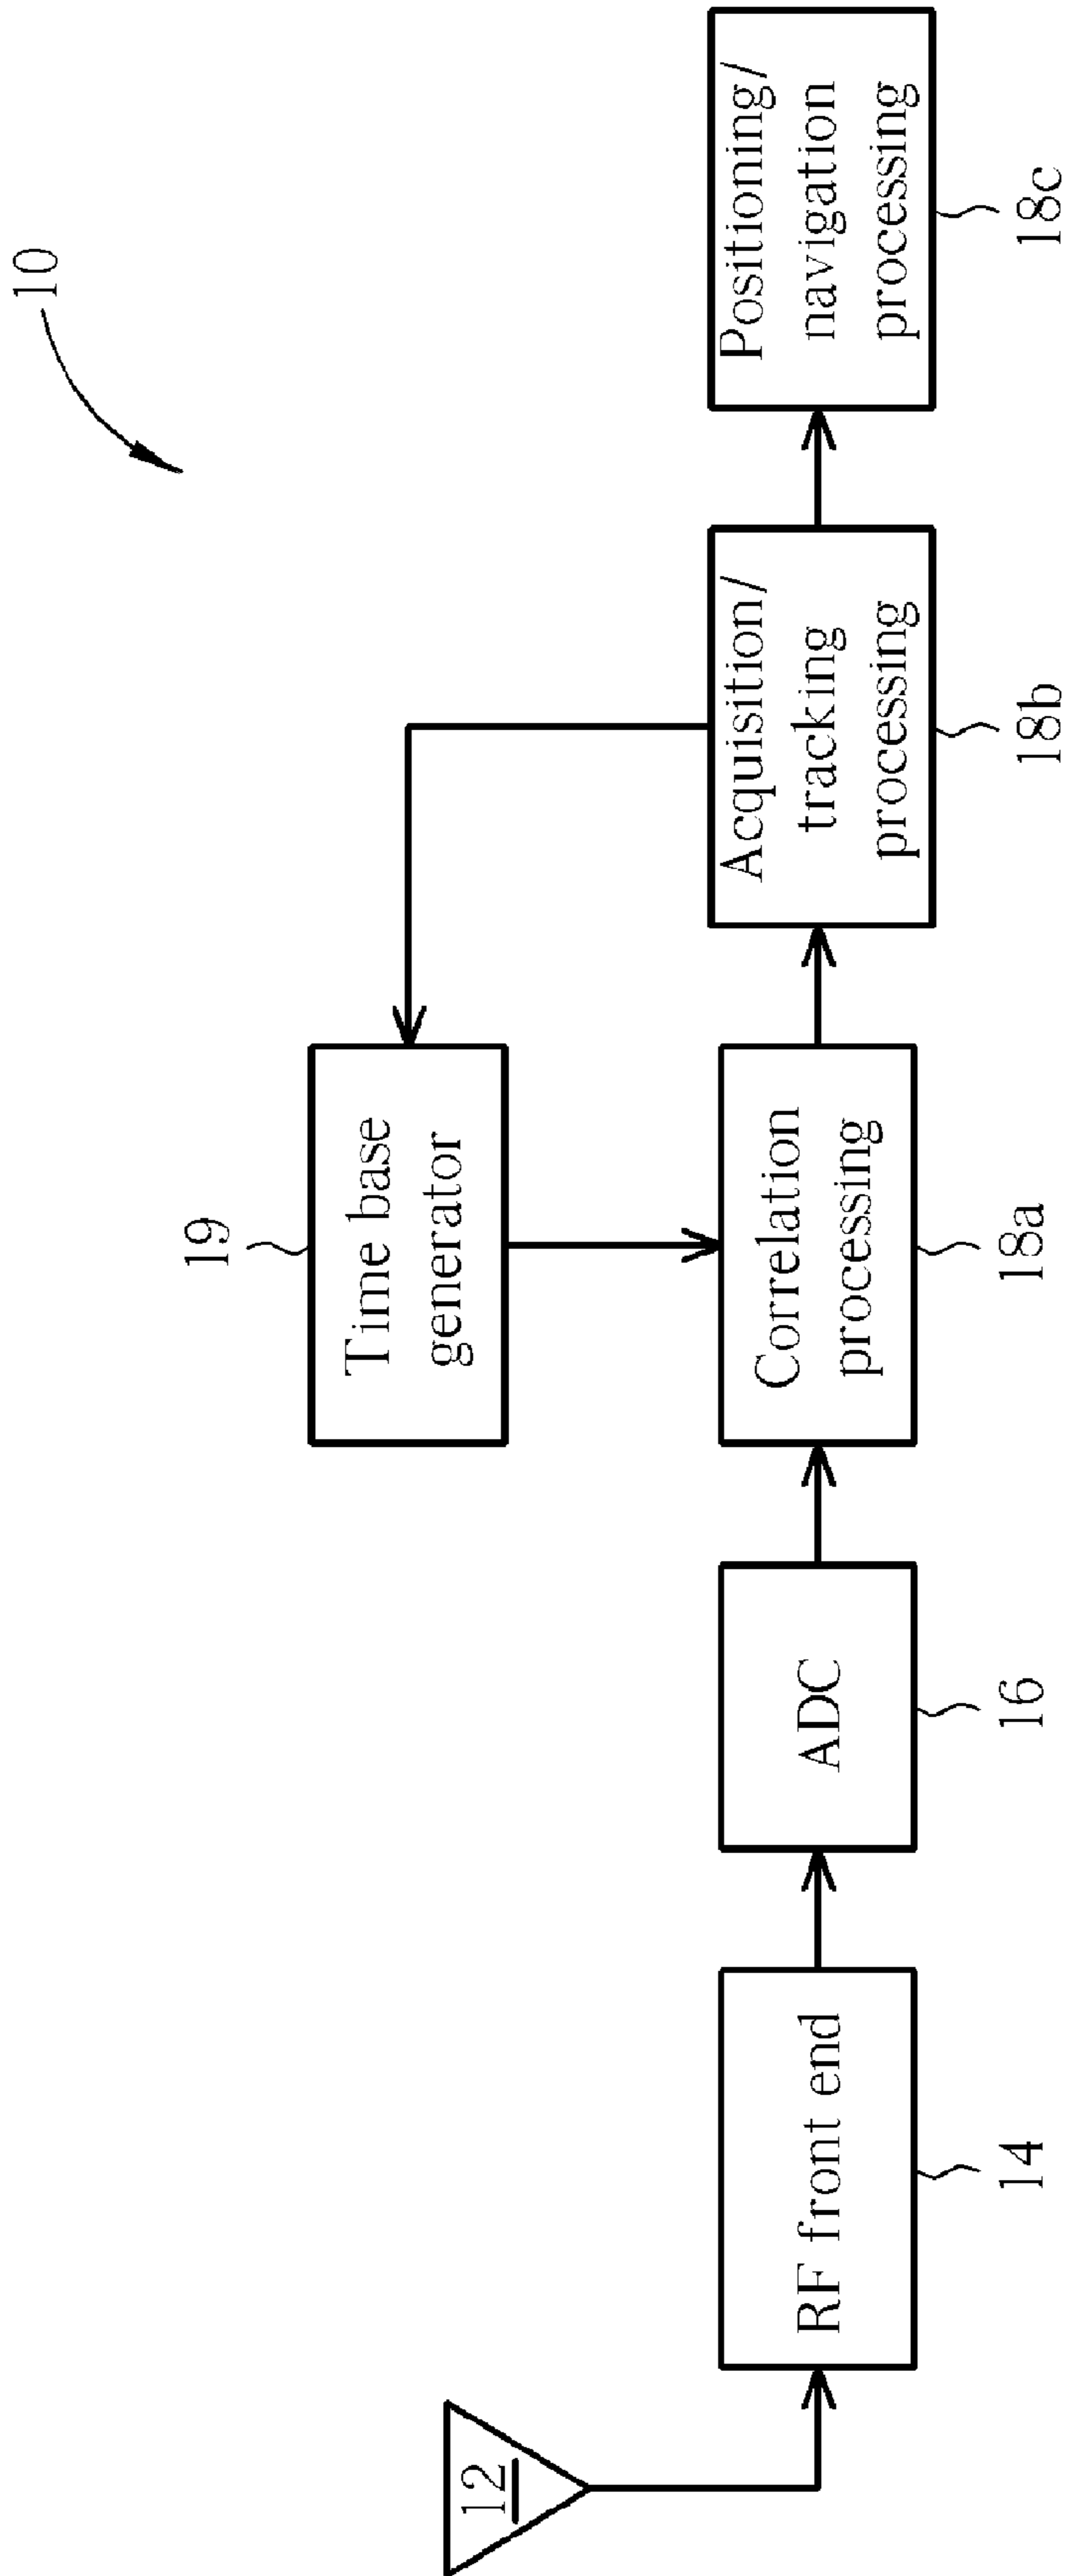 10
19
Time base
generator
12
RF front end
14
ADC
16
Correlation
processing
18a
Acquisition/
tracking
processing
18b
Positioning/
navigation
processing
18c